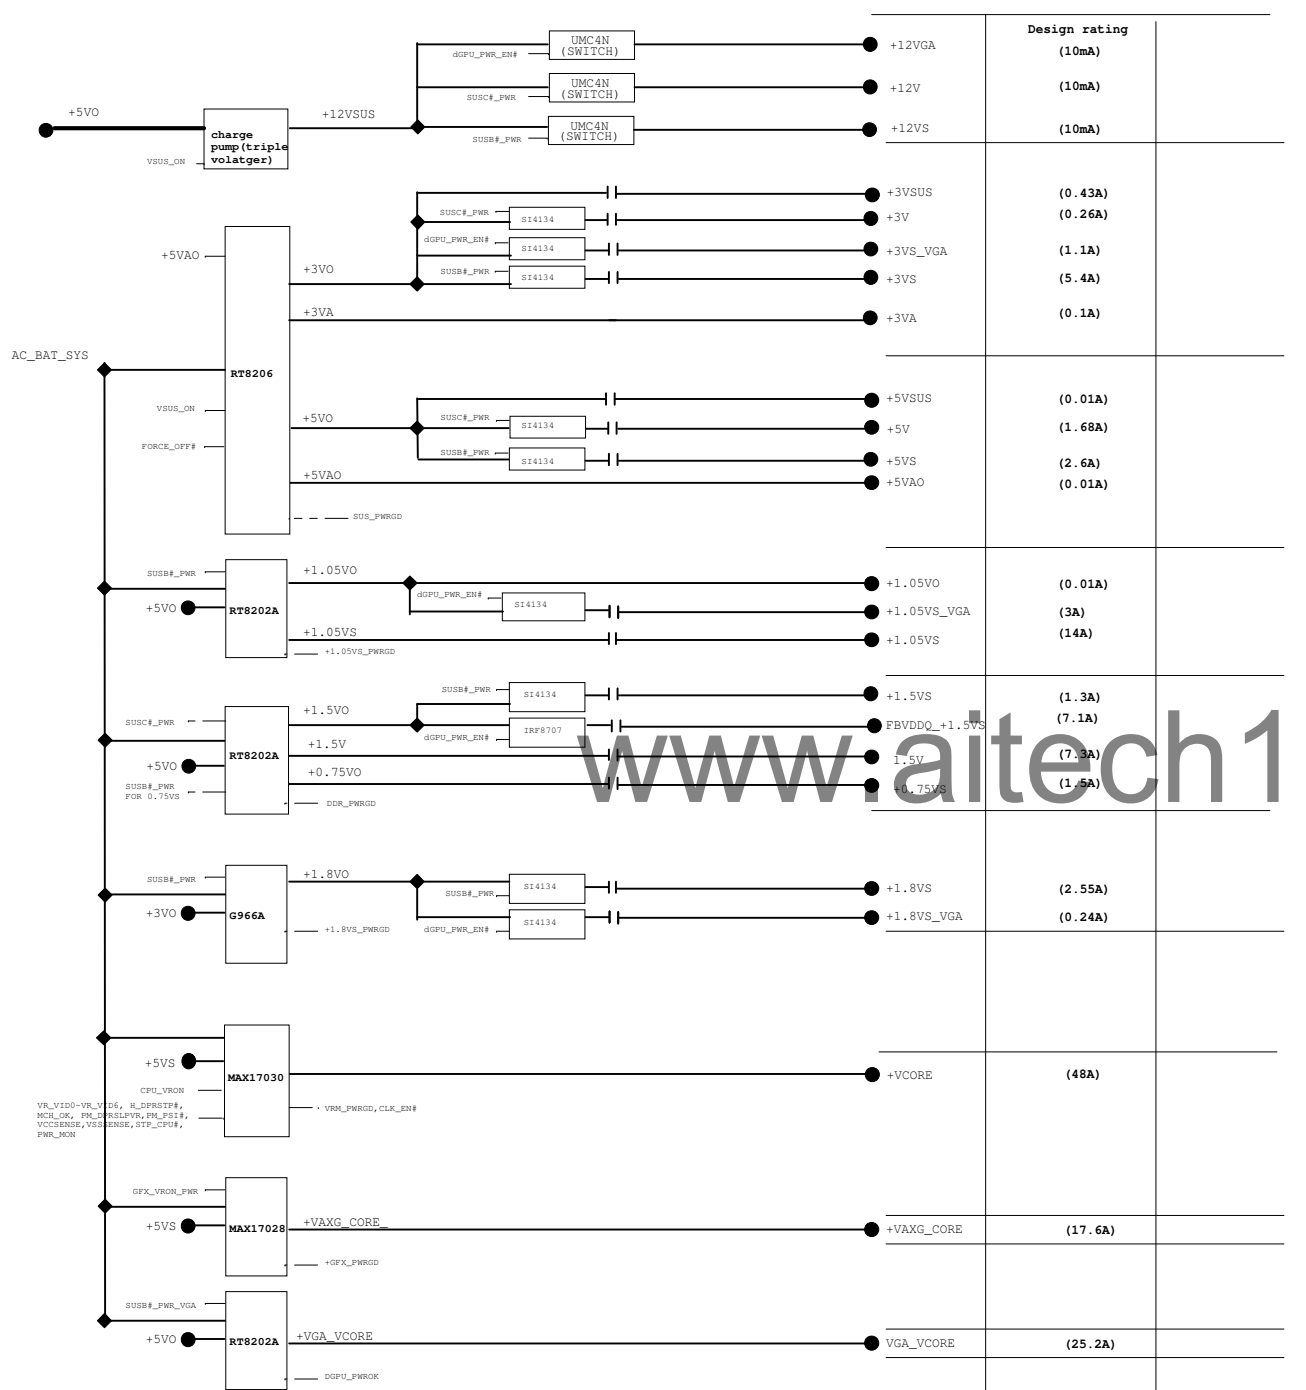 Design rating
UMC4N
(SWITCH)
dGPU_PWR_EN#
+12VGA
(10mA)
UMC4N
(SWITCH)
SUSC#_PWR
+12V
(10mA)
+5VO
+12VSUS
UMC4N
(SWITCH)
SUSB#_PWR
+12VS
(10mA)
charge
pump(triple
volatger)
VSUS_ON
+3VSUS
(0.43A)
SUSC#_PWR
SI4134
+3V
(0.26A)
dGPU_PWR_EN#
SI4134
+3VS_VGA
(1.1A)
+5VAO
+3VO
SUSB#_PWR
SI4134
+3VS
(5.4A)
+3VA
+3VA
(0.1A)
AC_BAT_SYS
RT8206
VSUS_ON
+5VSUS
(0.01A)
+5VO
SUSC#_PWR
SI4134
+5V
(1.68A)
FORCE_OFF#
SUSB#_PWR
SI4134
+5VS
(2.6A)
+5VAO
+5VAO
(0.01A)
SUS_PWRGD
SUSB#_PWR
+1.05VO
+1.05VO
(0.01A)
dGPU_PWR_EN#
SI4134
+5VO
RT8202A
+1.05VS_VGA
(3A)
+1.05VS
+1.05VS
(14A)
+1.05VS_PWRGD
SUSB#_PWR
SI4134
+1.5VS
(1.3A)
SUSC#_PWR
+1.5VO
IRF8707
dGPU_PWR_EN#
FBVDDQ_+1.5VS
(7.1A)
+1.5V
RT8202A
1.5V
(7.3A)
+5VO
+0.75VO
SUSB#_PWR
FOR 0.75VS
+0.75VS
(1.5A)
DDR_PWRGD
www.aitech1
SUSB#_PWR
+1.8VO
SI4134
SUSB#_PWR
+1.8VS
(2.55A)
+3VO
G966A
SI4134
dGPU_PWR_EN#
+1.8VS_VGA
(0.24A)
+1.8VS_PWRGD
+5VS
MAX17030
+VCORE
(48A)
CPU_VRON
VR_VID0-VR_VID6, H_DPRSTP#,
MCH_OK, PM_DPRSLPVR,PM_PSI#,
VCCSENSE,VSSSENSE,STP_CPU#,
PWR_MON
VRM_PWRGD,CLK_EN#
GFX_VRON_PWR
+5VS
MAX17028
+VAXG_CORE_
+VAXG_CORE
(17.6A)
+GFX_PWRGD
SUSB#_PWR_VGA
+5VO
RT8202A
+VGA_VCORE
VGA_VCORE
(25.2A)
DGPU_PWROK